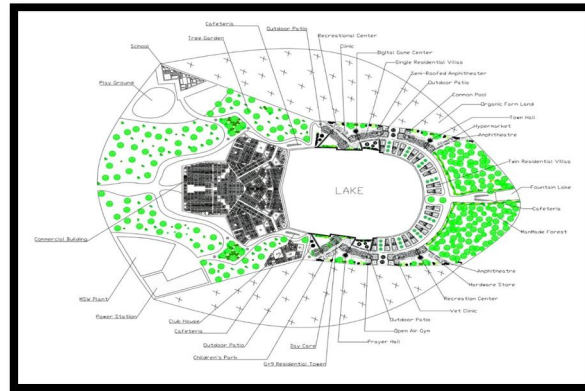 Cafeteria
Outdoor Patio
Recreational Center
Tree Garden
Clinic
School
Digital Game Center
Single Residential Villas
Semi-Roofed Amphitheater
Outdoor Patio
Play Ground
Common Pool
Organic Farm Land
Town Hall
Hypermarket
Amphitheatre
Twin Residential Villas
LAKE
Fountain Lake
Cafeteria
ManMade Forest
Commercial Building
Amphitheatre
Hardware Store
MSW Plant
Recreation Center
Power Station
Vet Clinic
Club House
Outdoor Patio
Cafeteria
Open Air Gym
Outdoor Patio
Day Care
Prayer Hall
Children's Park
G+9 Residential Tower